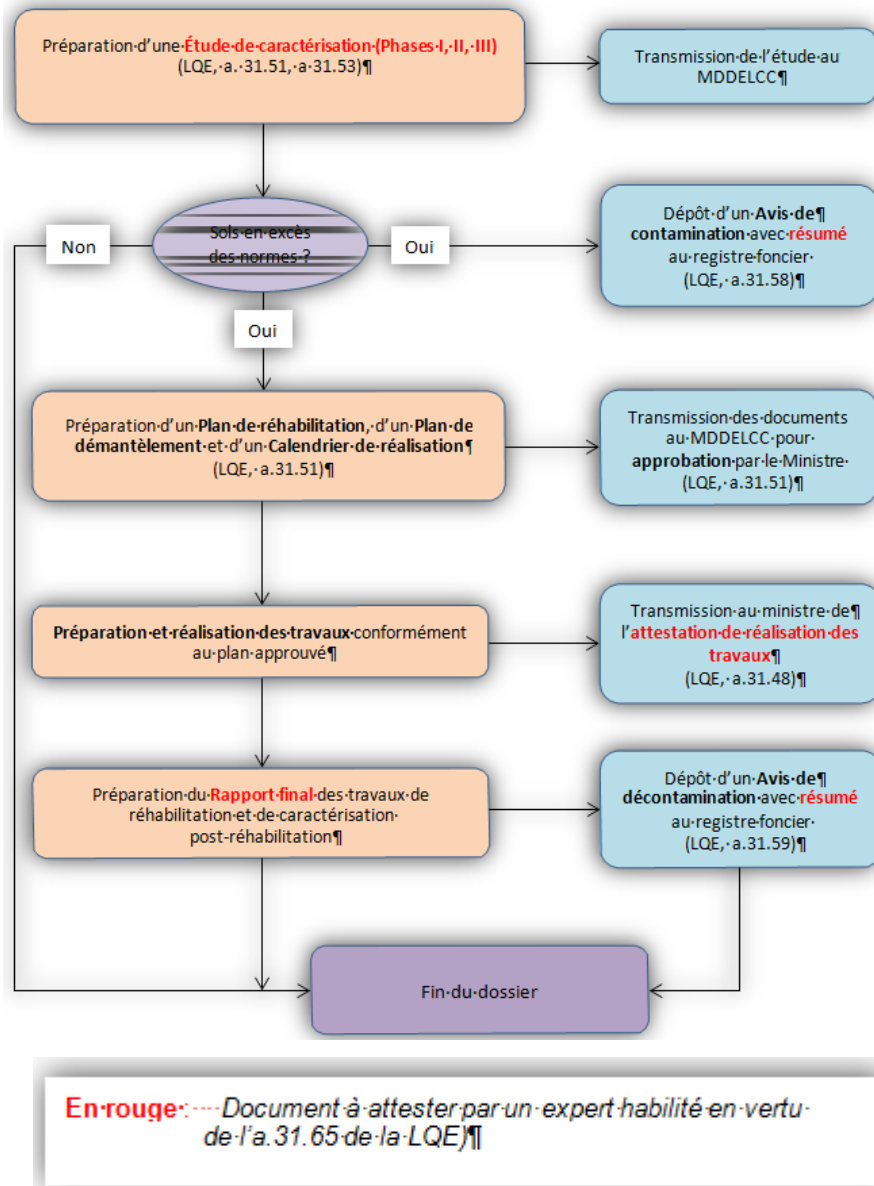 Préparation·d'une·Étude·de·caractérisation·(Phases·I,·II,·III)
(LQE,·a.·31.51,·a·31.53)¶
Transmission·de·l'étude·au
MDDELCC¶
Sols·en·excès
des·normes·?
Non
Oui
Dépôt·d'un·Avis·de¶
contamination·avec·résumé
au·registre·foncier·
(LQE,·a.31.58)¶
Oui
Préparation·d'un·Plan·de·réhabilitation,·d'un·Plan·de
démantèlement·et·d'un·Calendrier·de·réalisation¶
(LQE,·a.31.51)¶
Transmission·des·documents
au·MDDELCC·pour·
approbation·par·le·Ministre·
(LQE,·a.31.51)¶
Préparation·et·réalisation·des·travaux·conformément
au·plan·approuvé¶
Transmission·au·ministre·de¶
l'attestation·de·réalisation·des
travaux¶
(LQE,·a.31.48)¶
Préparation·du·Rapport·final·des·travaux·de
réhabilitation·et·de·caractérisation·
post-réhabilitation¶
Dépôt·d'un·Avis·de¶
décontamination·avec·résumé
au·registre·foncier·
(LQE,·a.31.59)¶
Fin·du·dossier
En·rouge·:····Document·à·attester·par·un·expert·habilité·en·vertu·
de·l'a.31.65·de·la·LQE)¶